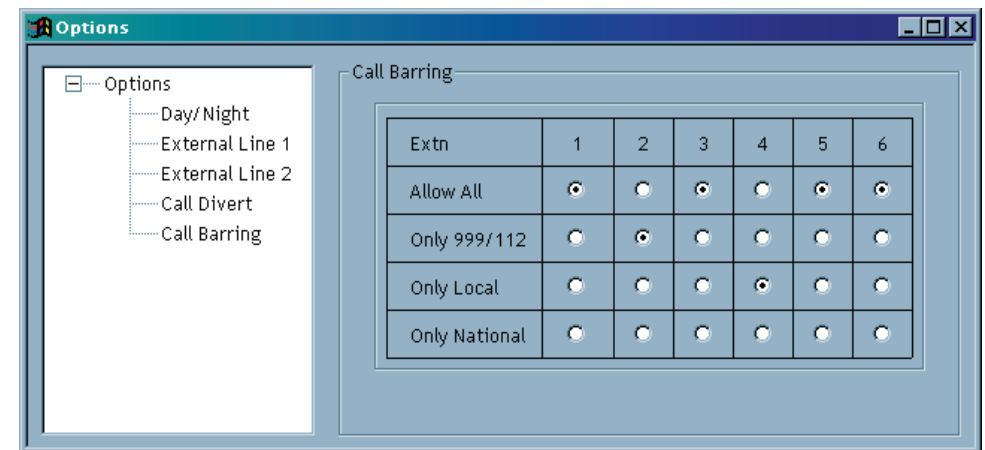 Options
Options
Day/Night
External Line 1
External Line 2
Call Divert
Call Barring
Call Barring
Extn 1 2 3 4 5 6
Allow All
Only 999/112
Only Local
Only National